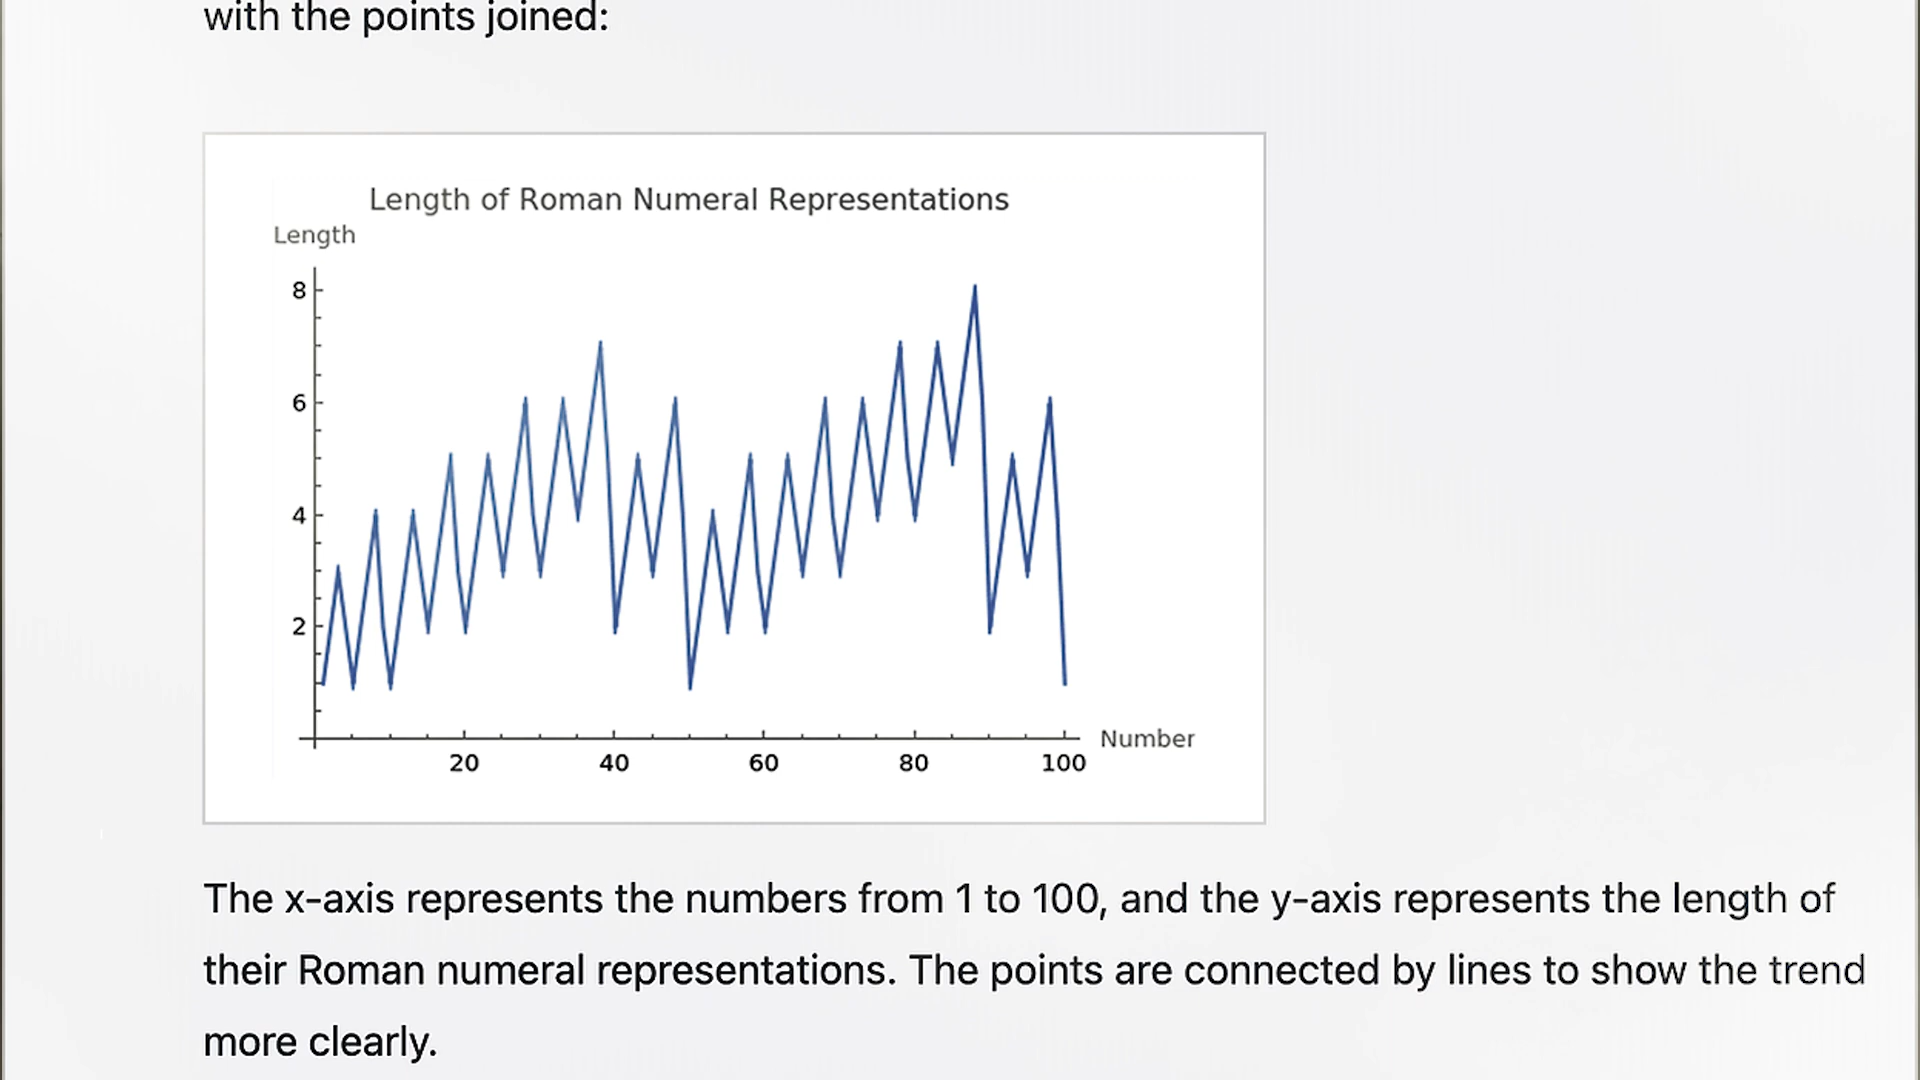 with the points joined:
Length of Roman Numeral Representations
Length
8
6
4
2
20 40 60 80 100
Number
The x-axis represents the numbers from 1 to 100, and the y-axis represents the length of
their Roman numeral representations. The points are connected by lines to show the trend
more clearly.